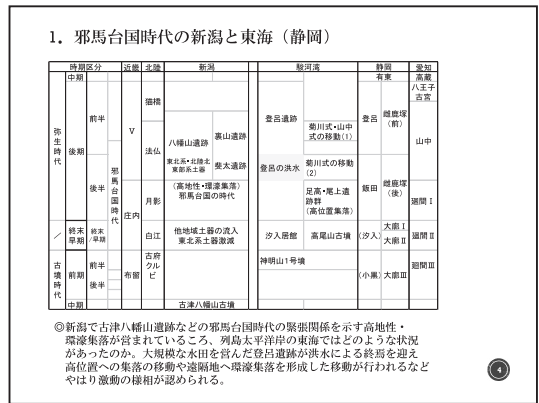 1．邪馬台国時代の新潟と東海（静岡）
時期区分 近畿 北陸 新潟 駿河湾 静岡 愛知
中期 有東 高蔵
八王子
古宮
弥生時代 後期 前半 Ⅴ 猫橋 登呂遺跡 登呂 雌鹿塚
（前） 山中
菊川式・山中
式の移動(1)
法仏 八幡山遺跡 裏山遺跡
東北系・北陸北
東部系土器 斐太遺跡
登呂の洪水 菊川式の移動
(2)
後半 邪馬台国時代 （高地性・環濠集落）
邪馬台国の時代
飯田 雌鹿塚
（後）
庄内 月影 足高・尾上遺
跡群
(高位置集落)
廻間Ⅰ
／ 終末
早期 終末
/早期 白江 他地域土器の流入
東北系土器激減
汐入居館 高尾山古墳 (汐入) 大廓Ⅰ
大廓Ⅱ 廻間Ⅱ
古墳時代 前期 前半
後半 布留 古府
クル
ビ 神明山1号墳 (小黒) 大廓Ⅲ 廻間Ⅲ
中期 古津八幡山古墳
◎新潟で古津八幡山遺跡などの邪馬台国時代の緊張関係を示す高地性・
環濠集落が営まれているころ、列島太平洋岸の東海ではどのような状況
があったのか。大規模な水田を営んだ登呂遺跡が洪水による終焉を迎え
高位置への集落の移動や遠隔地へ環濠集落を形成した移動が行われるなど
やはり激動の様相が認められる。
4